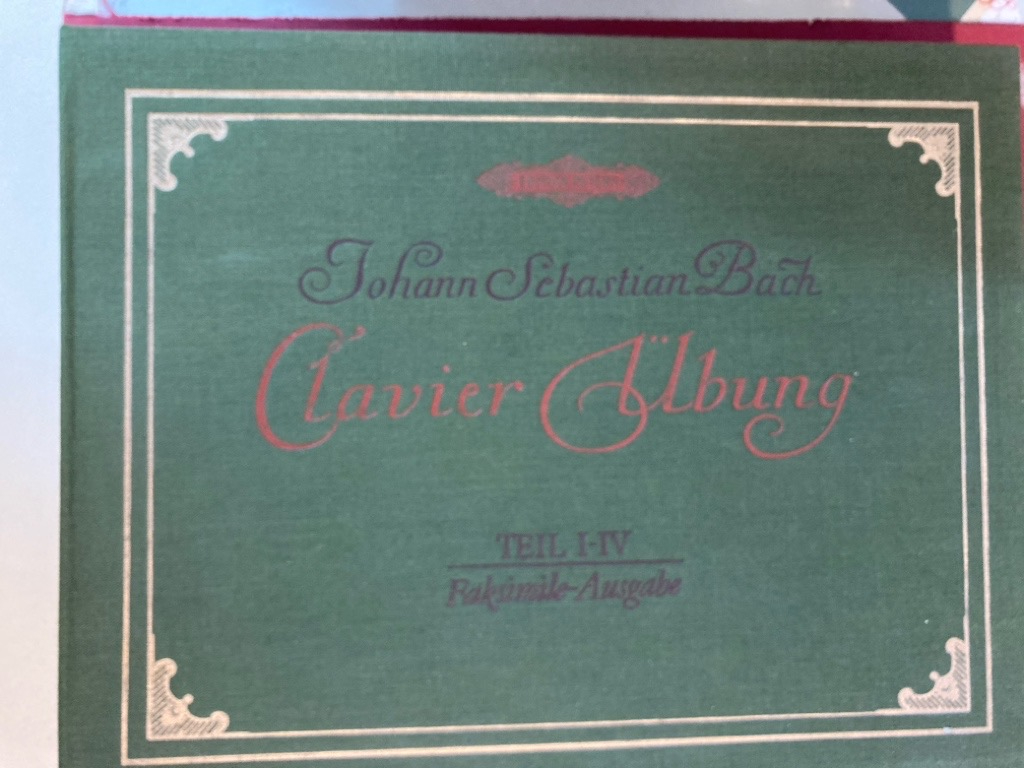 Johann Sebastian Bach
Clavier Übung
TEIL I-IV
Faksimile-Ausgabe